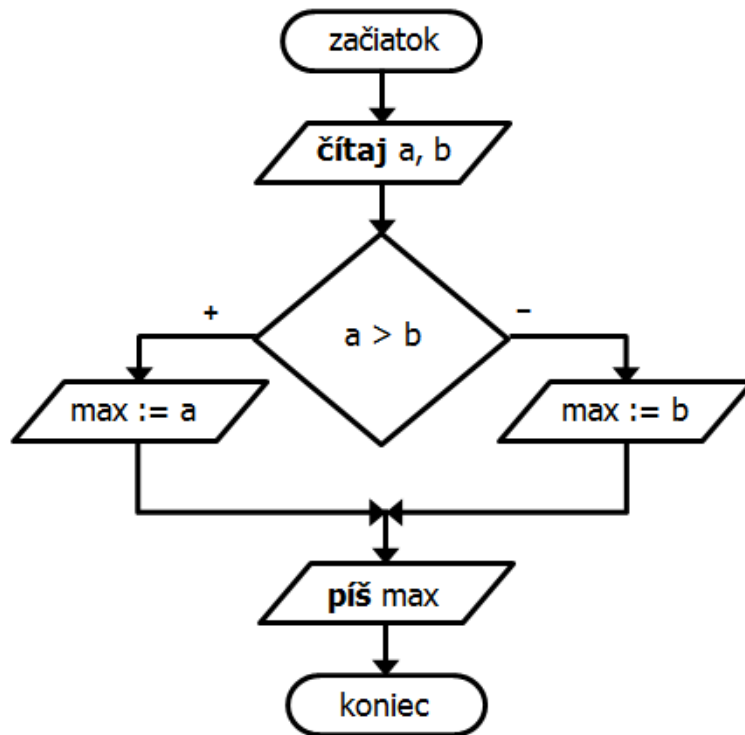 začiatok
čítaj a, b
+
a > b
–
max := a
max := b
píš max
koniec